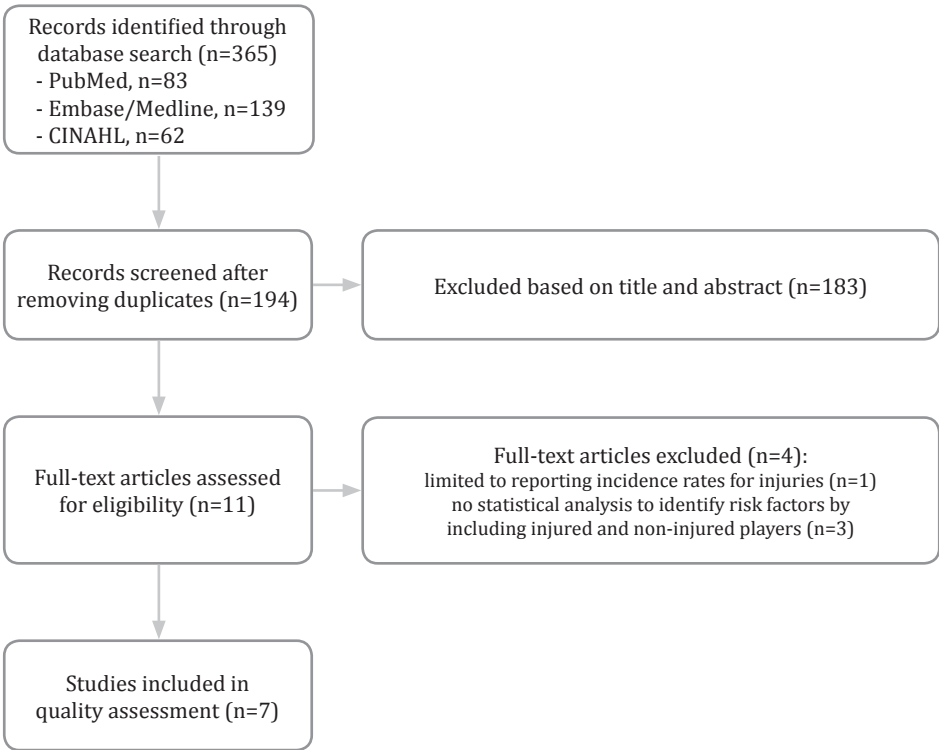 Records identified through
database search (n=365)
- PubMed, n=83
- Embase/Medline, n=139
- CINAHL, n=62
Records screened after
removing duplicates (n=194)
Excluded based on title and abstract (n=183)
Full-text articles assessed
for eligibility (n=11)
Full-text articles excluded (n=4):
limited to reporting incidence rates for injuries (n=1)
no statistical analysis to identify risk factors by
including injured and non-injured players (n=3)
Studies included in
quality assessment (n=7)